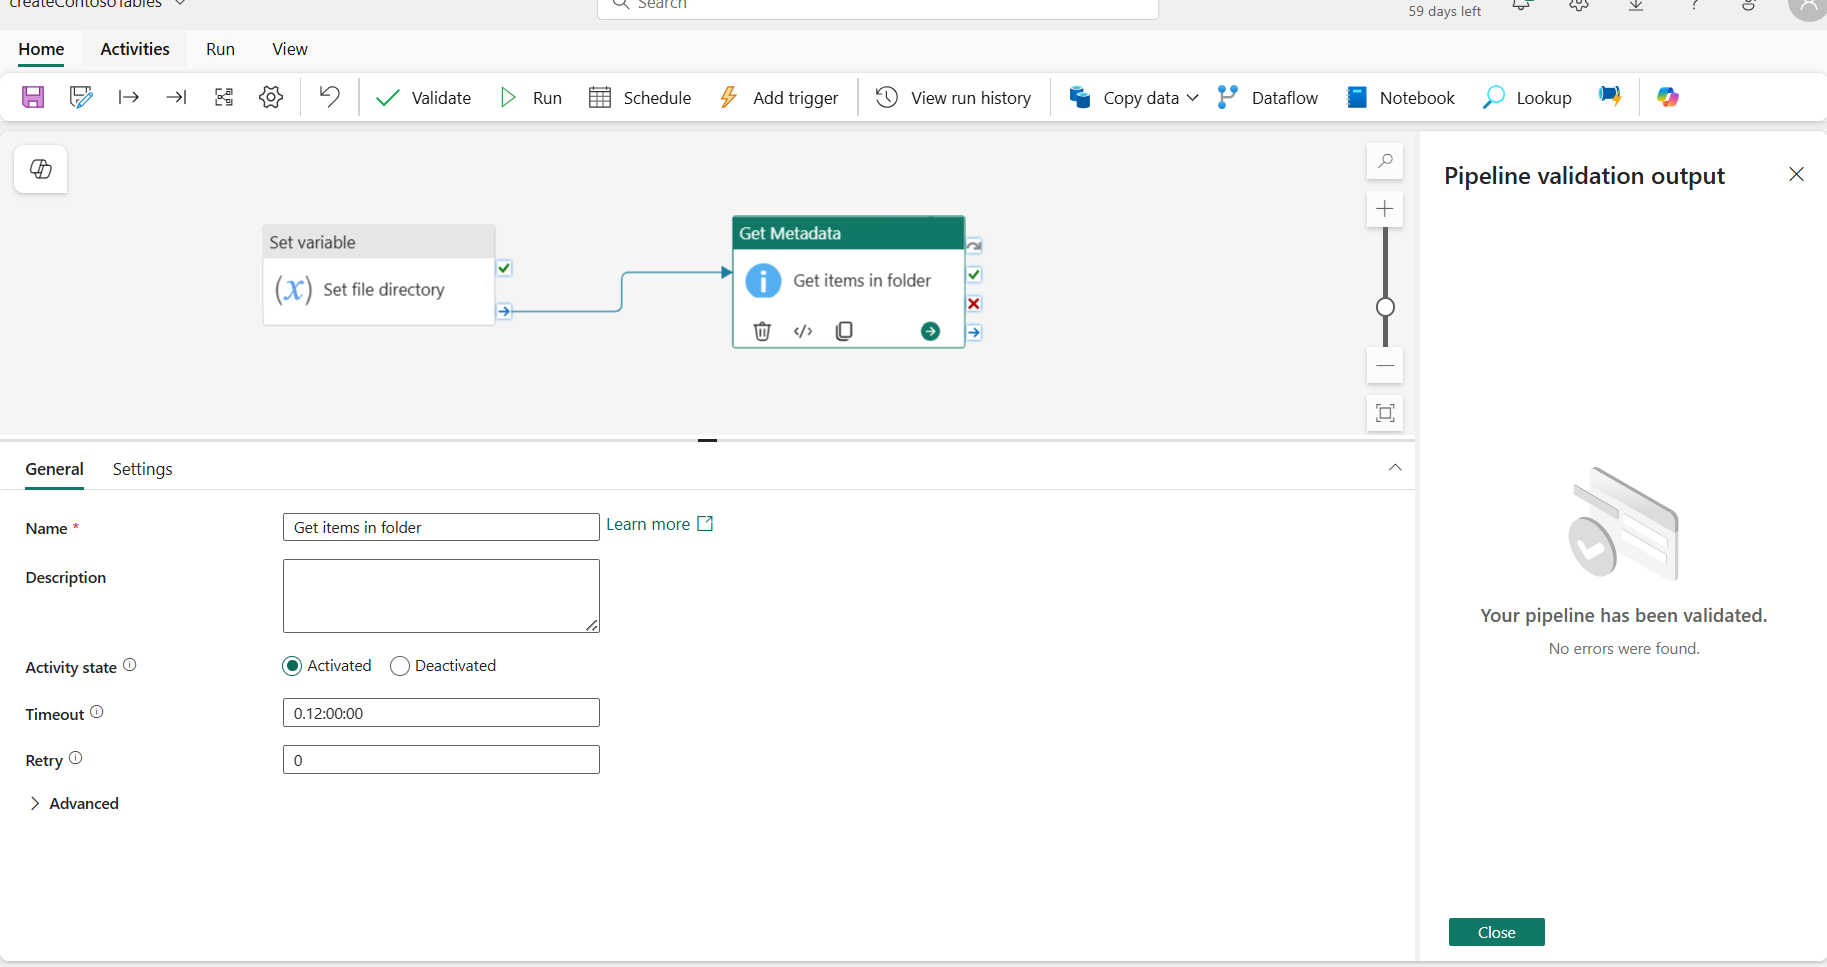 createContosoTables
Search
59 days left
?
Home Activities Run View
Validate Run Schedule Add trigger View run history Copy data Dataflow Notebook Lookup
Set variable
(x) Set file directory
Get Metadata
i Get items in folder
</>
Pipeline validation output
Your pipeline has been validated.
No errors were found.
Close
General Settings
Name * Get items in folder Learn more
Description
Activity state Activated Deactivated
Timeout 0.12:00:00
Retry 0
Advanced